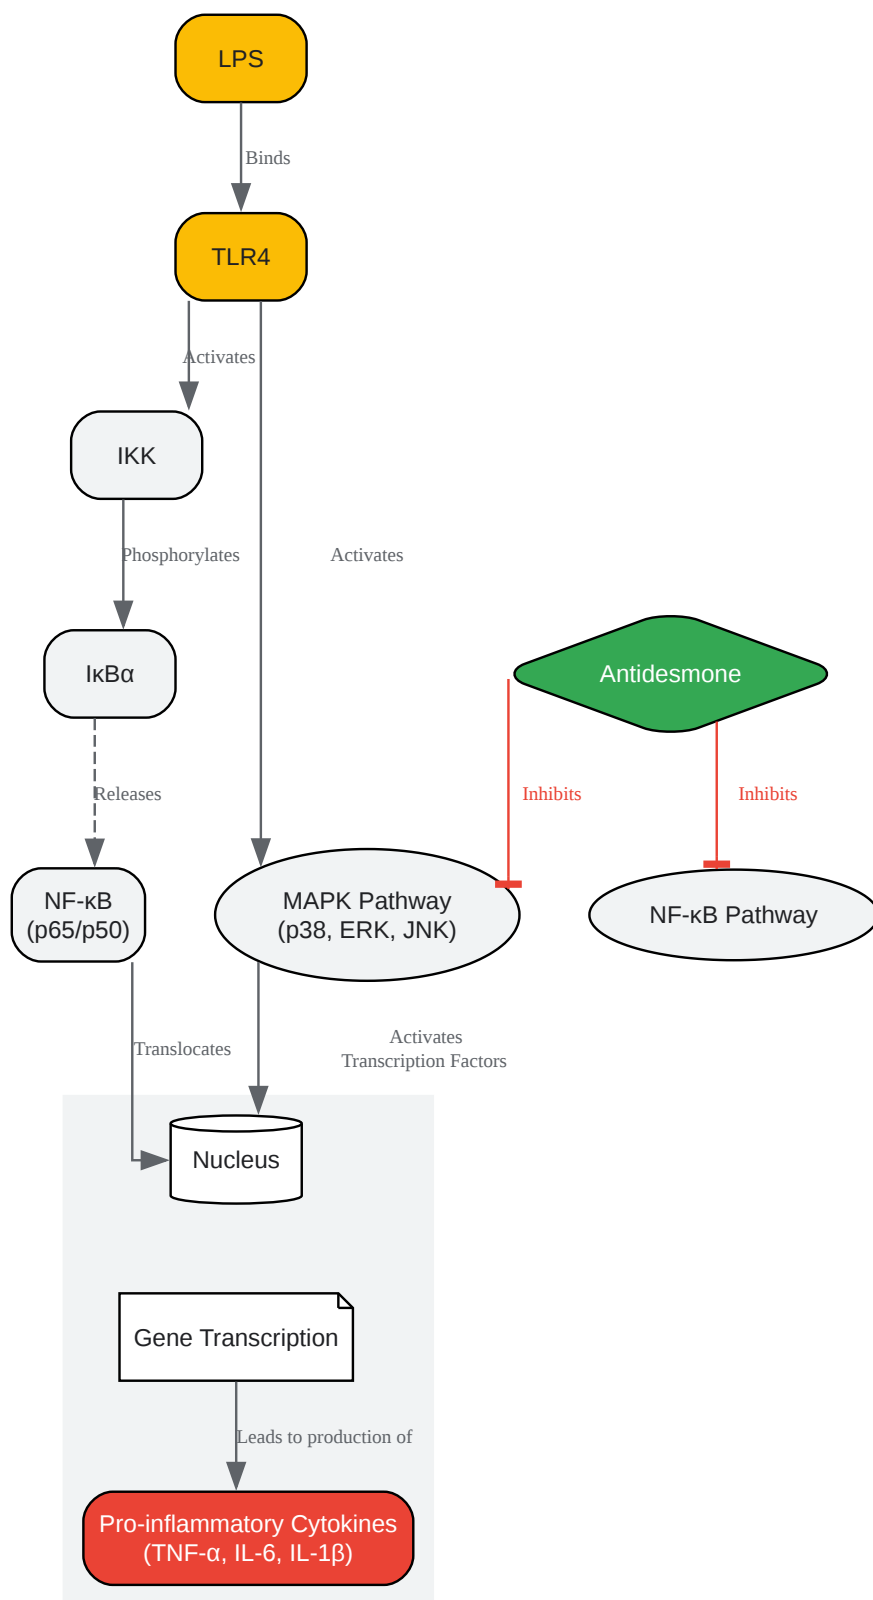 LPS
Binds
TLR4
Activates
IKK
Phosphorylates
Activates
IκBα
Antidesmone
Releases
Inhibits
Inhibits
NF-κB
(p65/p50)
MAPK Pathway
(p38, ERK, JNK)
NF-κB Pathway
Translocates
Activates
Transcription Factors
Nucleus
Gene Transcription
Leads to production of
Pro-inflammatory Cytokines
(TNF-α, IL-6, IL-1β)